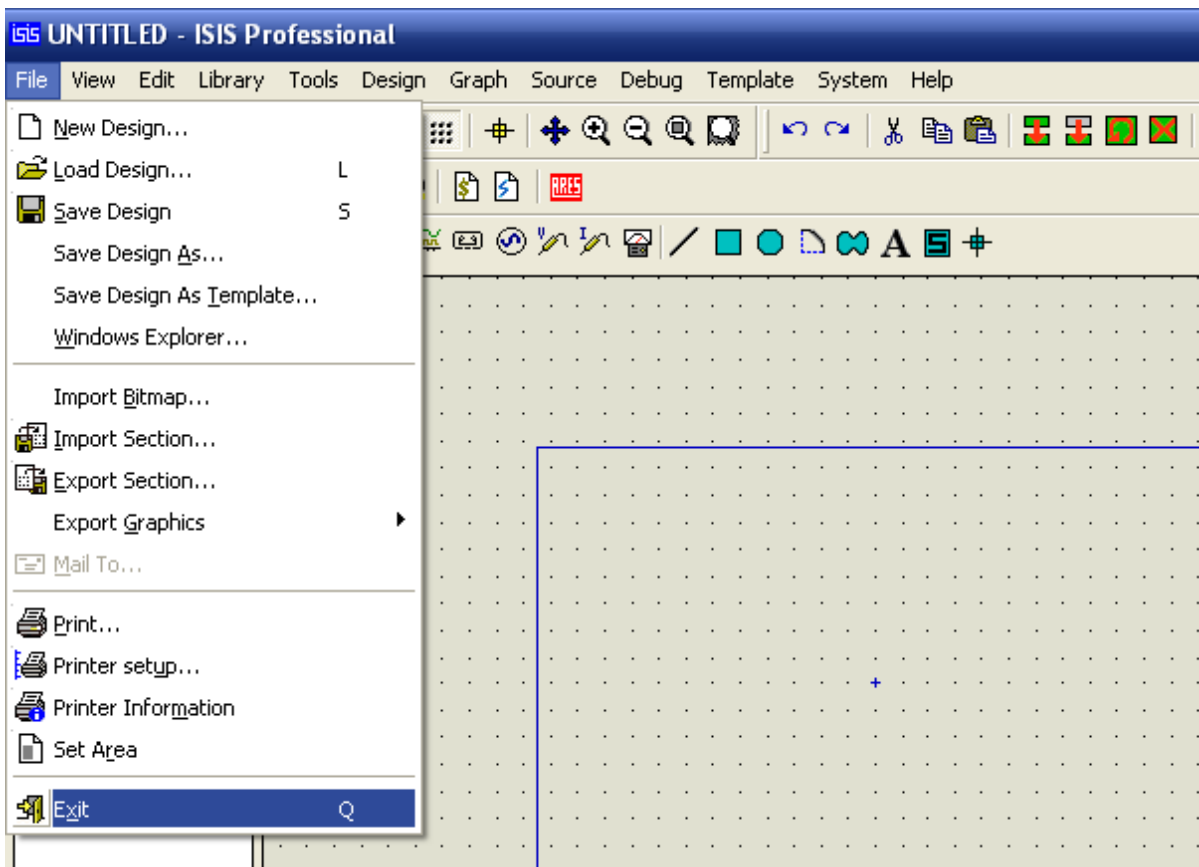 isis UNTITLED - ISIS Professional
File View Edit Library Tools Design Graph Source Debug Template System Help
New Design...
Load Design... L
ARES
Save Design S
Save Design As...
A S
Save Design As Template...
Windows Explorer...
Import Bitmap...
Import Section...
Export Section...
Export Graphics
Mail To...
Print...
Printer setup...
Printer Information
Set Area
Exit Q